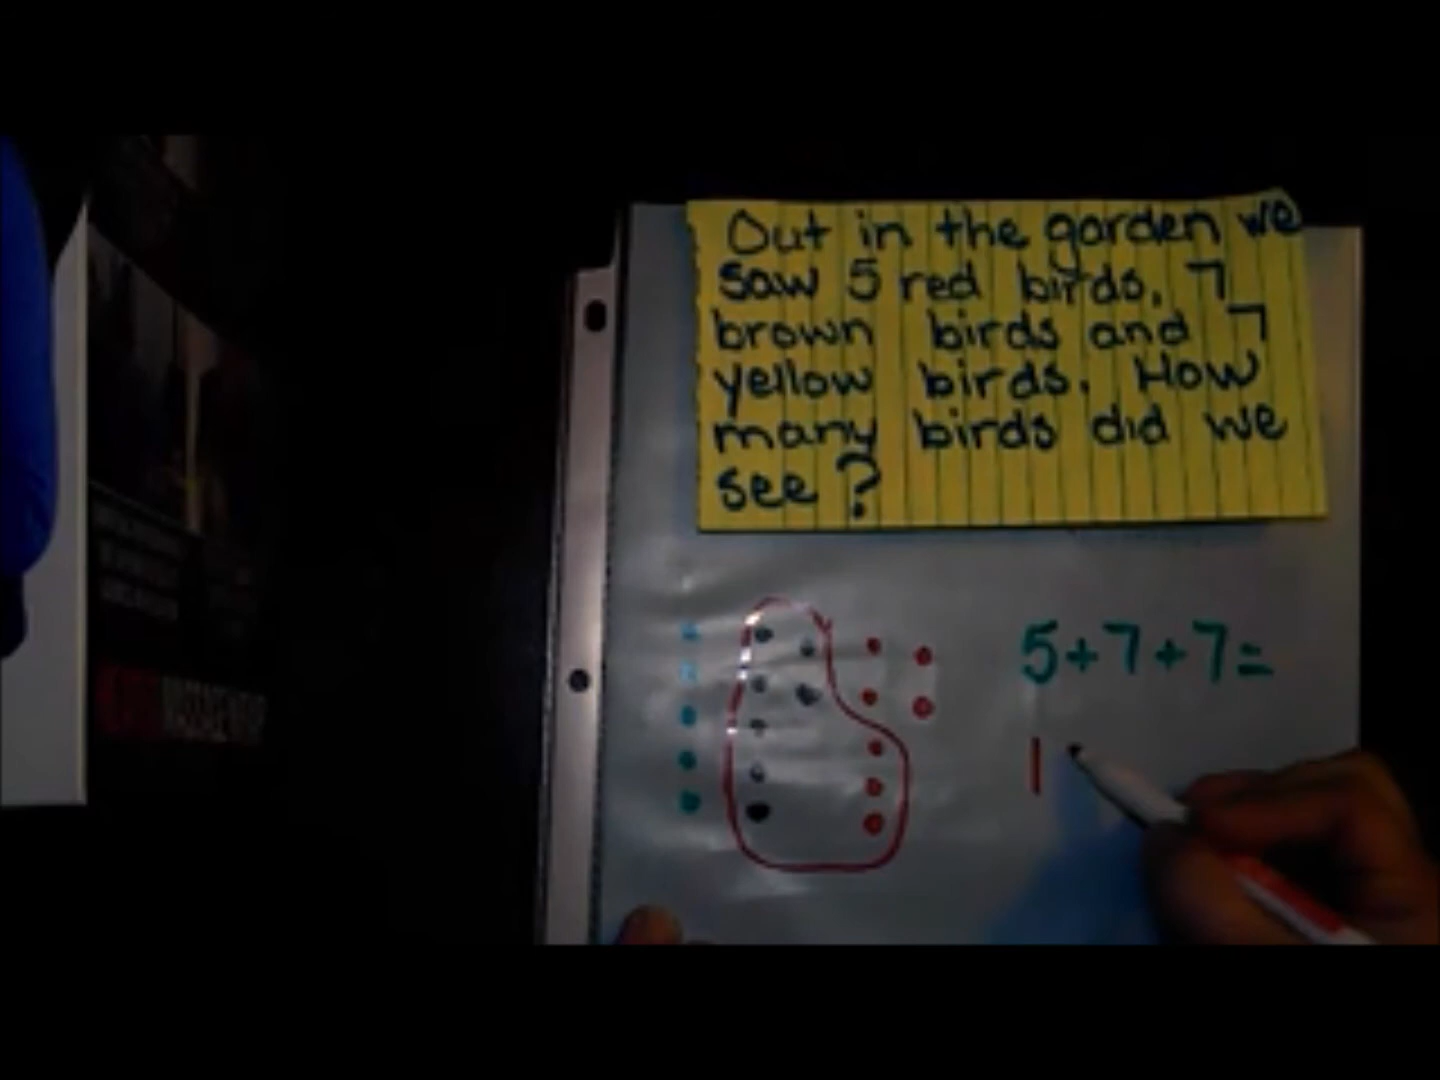 Out in the garden we
saw 5 red birds, 7
brown birds and 7
yellow birds. How
many birds did we
see?
5+7+7=
1